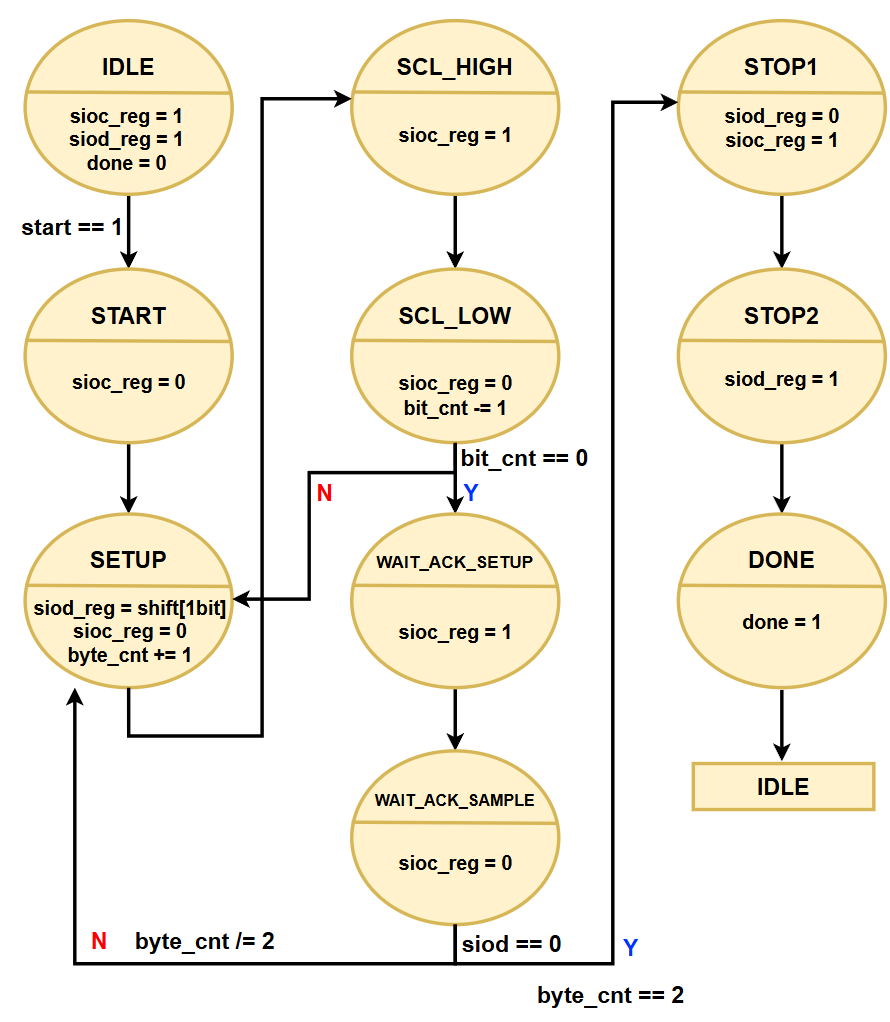 IDLE
sioc_reg = 1
siod_reg = 1
done = 0
start == 1
START
sioc_reg = 0
SETUP
siod_reg = shift[1bit]
sioc_reg = 0
byte_cnt += 1
SCL_HIGH
sioc_reg = 1
SCL_LOW
sioc_reg = 0
bit_cnt -= 1
bit_cnt == 0
N
Y
WAIT_ACK_SETUP
sioc_reg = 1
WAIT_ACK_SAMPLE
sioc_reg = 0
siod == 0
N
byte_cnt /= 2
Y
byte_cnt == 2
STOP1
siod_reg = 0
sioc_reg = 1
STOP2
siod_reg = 1
DONE
done = 1
IDLE